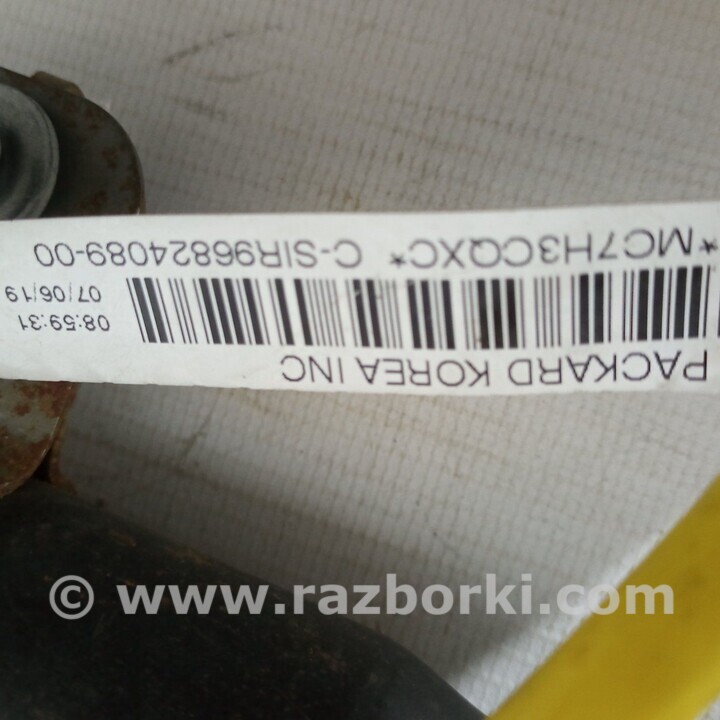 PACKARD KOREA INC
08:59:31
07/06/19
*MC7H3CQXC* C-SIR96824089-00
© www.razborki.com